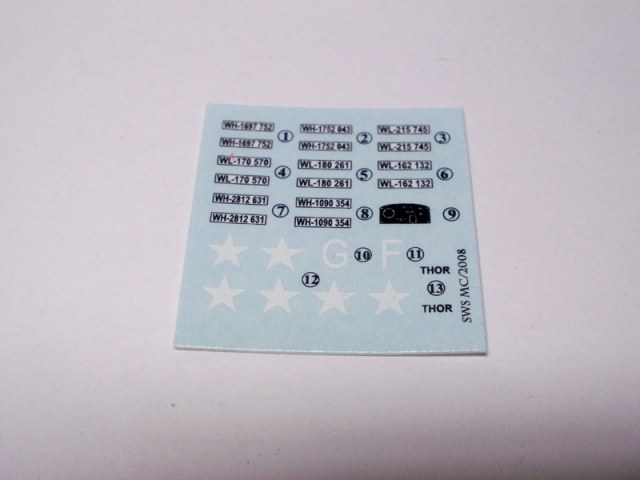 WH-1697 752
WH-1697 752
1
WH-1752 043
WH-1752 043
2
WL-215 745
WL-215 745
3
WL-170 570
WL-170 570
4
WL-180 261
WL-180 261
5
WL-162 132
WL-162 132
6
WH-2812 631
WH-2812 631
7
WH-1090 354
WH-1090 354
8
9
G
10
F
11
12
THOR
13
THOR
SWS MC/2008